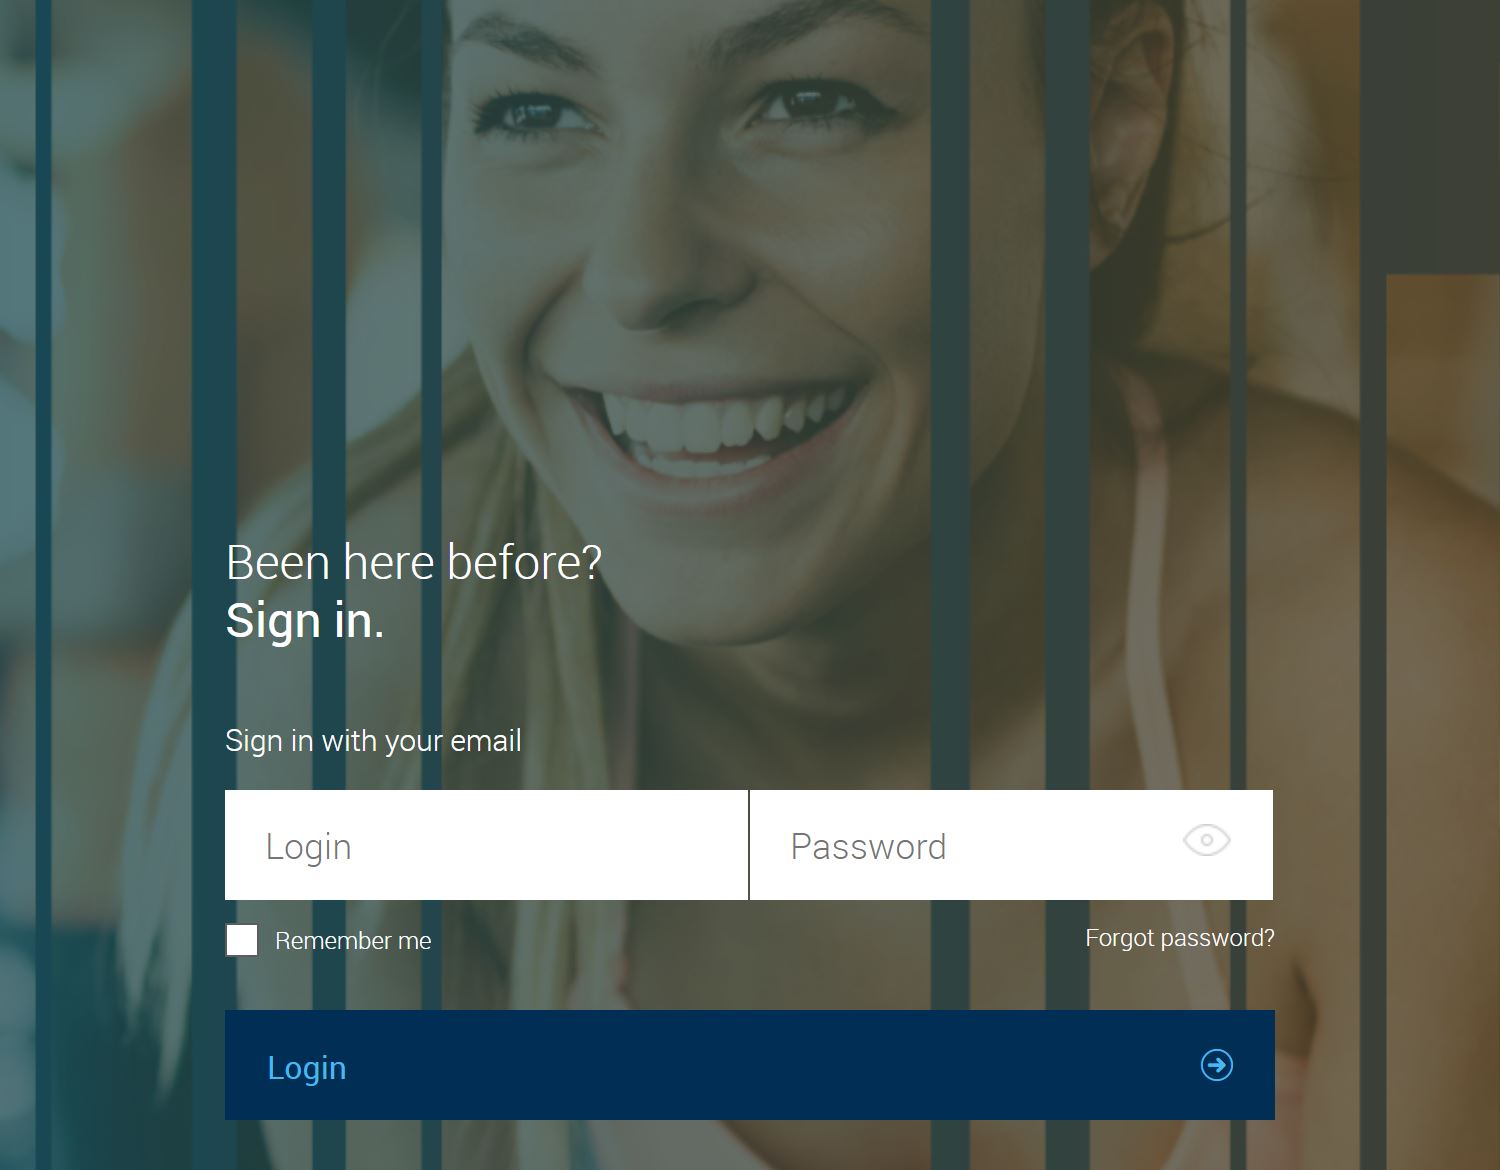 Been here before?
Sign in.
Sign in with your email
Login
Password
Remember me
Forgot password?
Login